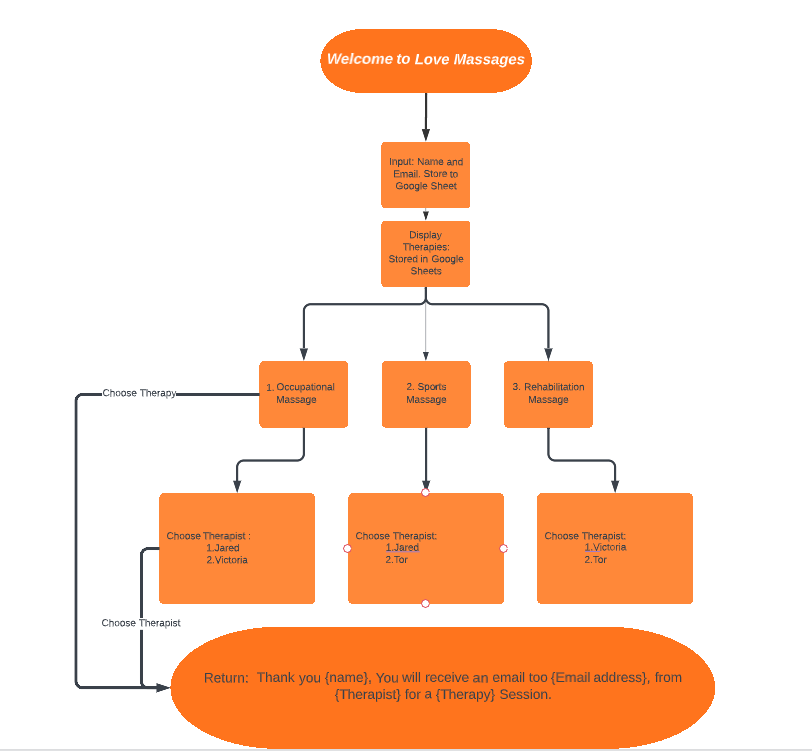 Welcome to Love Massages
Input: Name and
Email. Store to
Google Sheet
Display
Therapies:
Stored in Google
Sheets
1. Occupational
Massage
2. Sports
Massage
3. Rehabilitation
Massage
Choose Therapy
Choose Therapist :
1.Jared
2.Victoria
Choose Therapist:
1.Jared
2.Tor
Choose Therapist:
1.Victoria
2.Tor
Choose Therapist
Return: Thank you {name}, You will receive an email too {Email address}, from
{Therapist} for a {Therapy} Session.